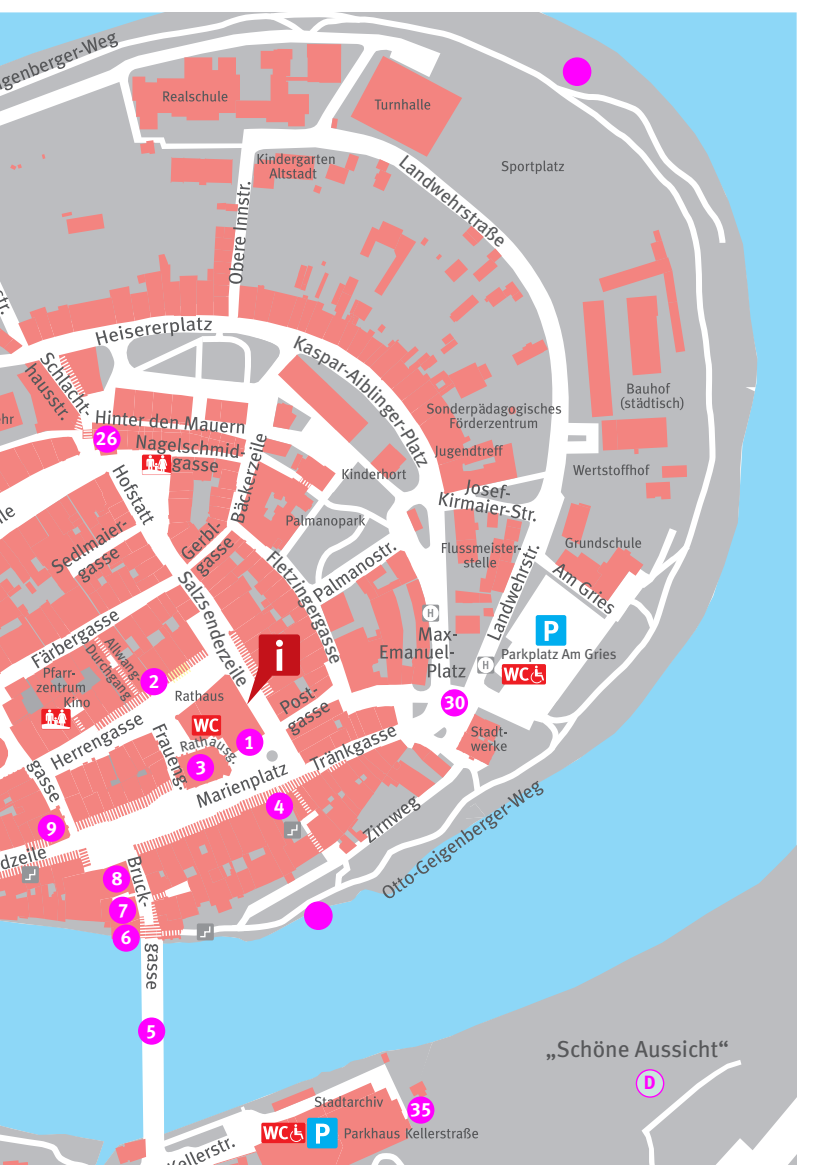 igenberger-Weg
Realschule
Turnhalle
Kindergarten
Altstadt
Landwehrstraße
Sportplatz
Obere Innstr.
str.
Heisererplatz
Kaspar-Aiblinger-Platz
Schlacht-
hausstr.
Bauhof
(städtisch)
Sonderpädagogisches
Förderzentrum
Hinter den Mauern
26
Nagelschmid-
gasse
Bäckerzeile
Jugendtreff
Wertstoffhof
Kinderhort
Josef-
Kirmaier-Str.
Hofstatt
Palmanopark
Sedlmaier-
gasse
Gerbl-
gasse
Flussmeister-
stelle
Grundschule
Fletzingergasse
Palmanostr.
Landwehrstr.
Am Gries
Salzsenderzeile
H
P
Färbergasse
Allwang-
Durchgang
i
Max-
Emanuel-
Platz
Parkplatz Am Gries
H
WC
Pfarr-
zentrum
Kino
2
Rathaus
Post-
gasse
30
WC
Herrengasse
Fraueng.
Rathausg.
1
Stadt-
werke
3
Tränkgasse
gasse
Marienplatz
4
Zirnweg
Otto-Geigenberger-Weg
9
dzeile
Bruck-
gasse
8
7
6
5
„Schöne Aussicht“
D
Stadtarchiv
35
WC
P
Parkhaus Kellerstraße
Kellerstr.